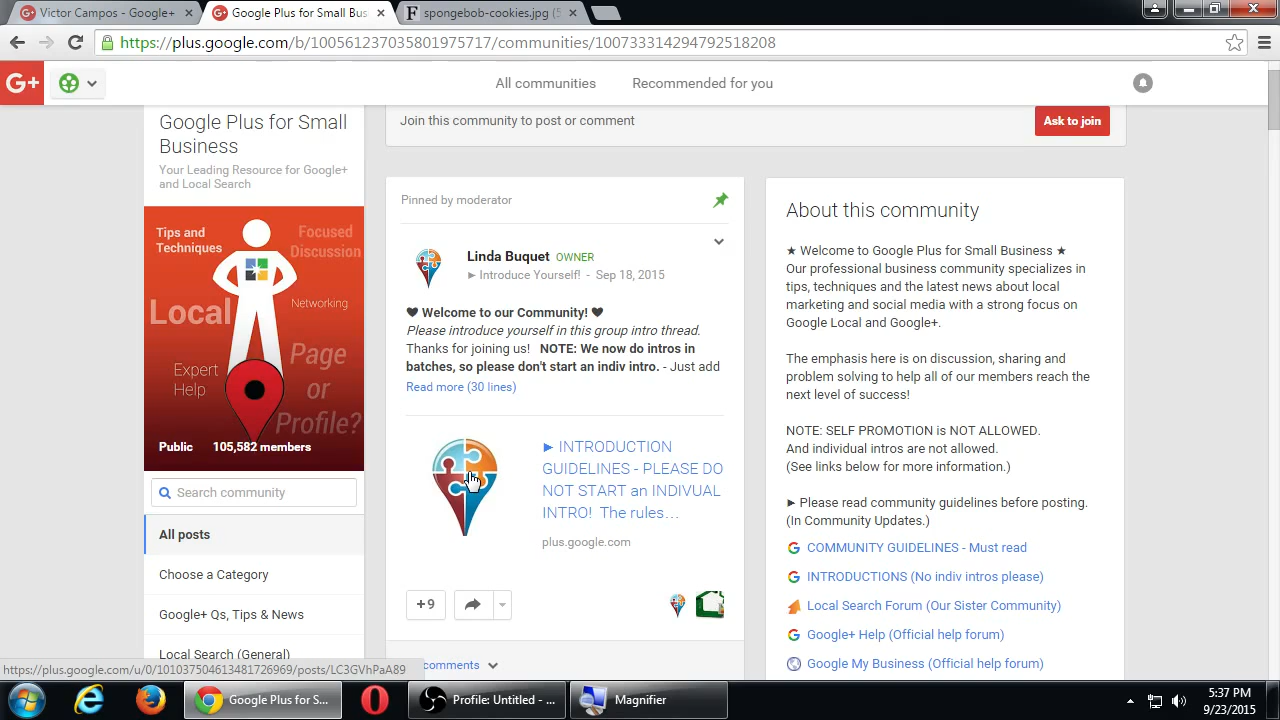 Victor Campos - Google+
Google Plus for Small Bus
spongebob-cookies.jpg (5
https://plus.google.com/b/100561237035801975717/communities/100733314294792518208
G+
All communities
Recommended for you
Google Plus for Small
Business
Your Leading Resource for Google+
and Local Search
Tips and
Techniques
Focused
Discussion
Local
Networking
Expert
Help
Page
or
Profile?
Public 105,582 members
Search community
All posts
Choose a Category
Google+ Qs, Tips & News
Local Search (General)
Join this community to post or comment
Ask to join
Pinned by moderator
Linda Buquet OWNER
► Introduce Yourself! - Sep 18, 2015
♥ Welcome to our Community! ♥
Please introduce yourself in this group intro thread.
Thanks for joining us! NOTE: We now do intros in
batches, so please don't start an indiv intro. - Just add
Read more (30 lines)
► INTRODUCTION
GUIDELINES - PLEASE DO
NOT START an INDIVUAL
INTRO! The rules…
plus.google.com
+9
comments
About this community
★ Welcome to Google Plus for Small Business ★
Our professional business community specializes in
tips, techniques and the latest news about local
marketing and social media with a strong focus on
Google Local and Google+.
The emphasis here is on discussion, sharing and
problem solving to help all of our members reach the
next level of success!
NOTE: SELF PROMOTION is NOT ALLOWED.
And individual intros are not allowed.
(See links below for more information.)
► Please read community guidelines before posting.
(In Community Updates.)
COMMUNITY GUIDELINES - Must read
INTRODUCTIONS (No indiv intros please)
Local Search Forum (Our Sister Community)
Google+ Help (Official help forum)
Google My Business (Official help forum)
https://plus.google.com/u/0/101037504613481726969/posts/LC3GVhPaA89
Google Plus for S...
Profile: Untitled - ...
Magnifier
5:37 PM
9/23/2015